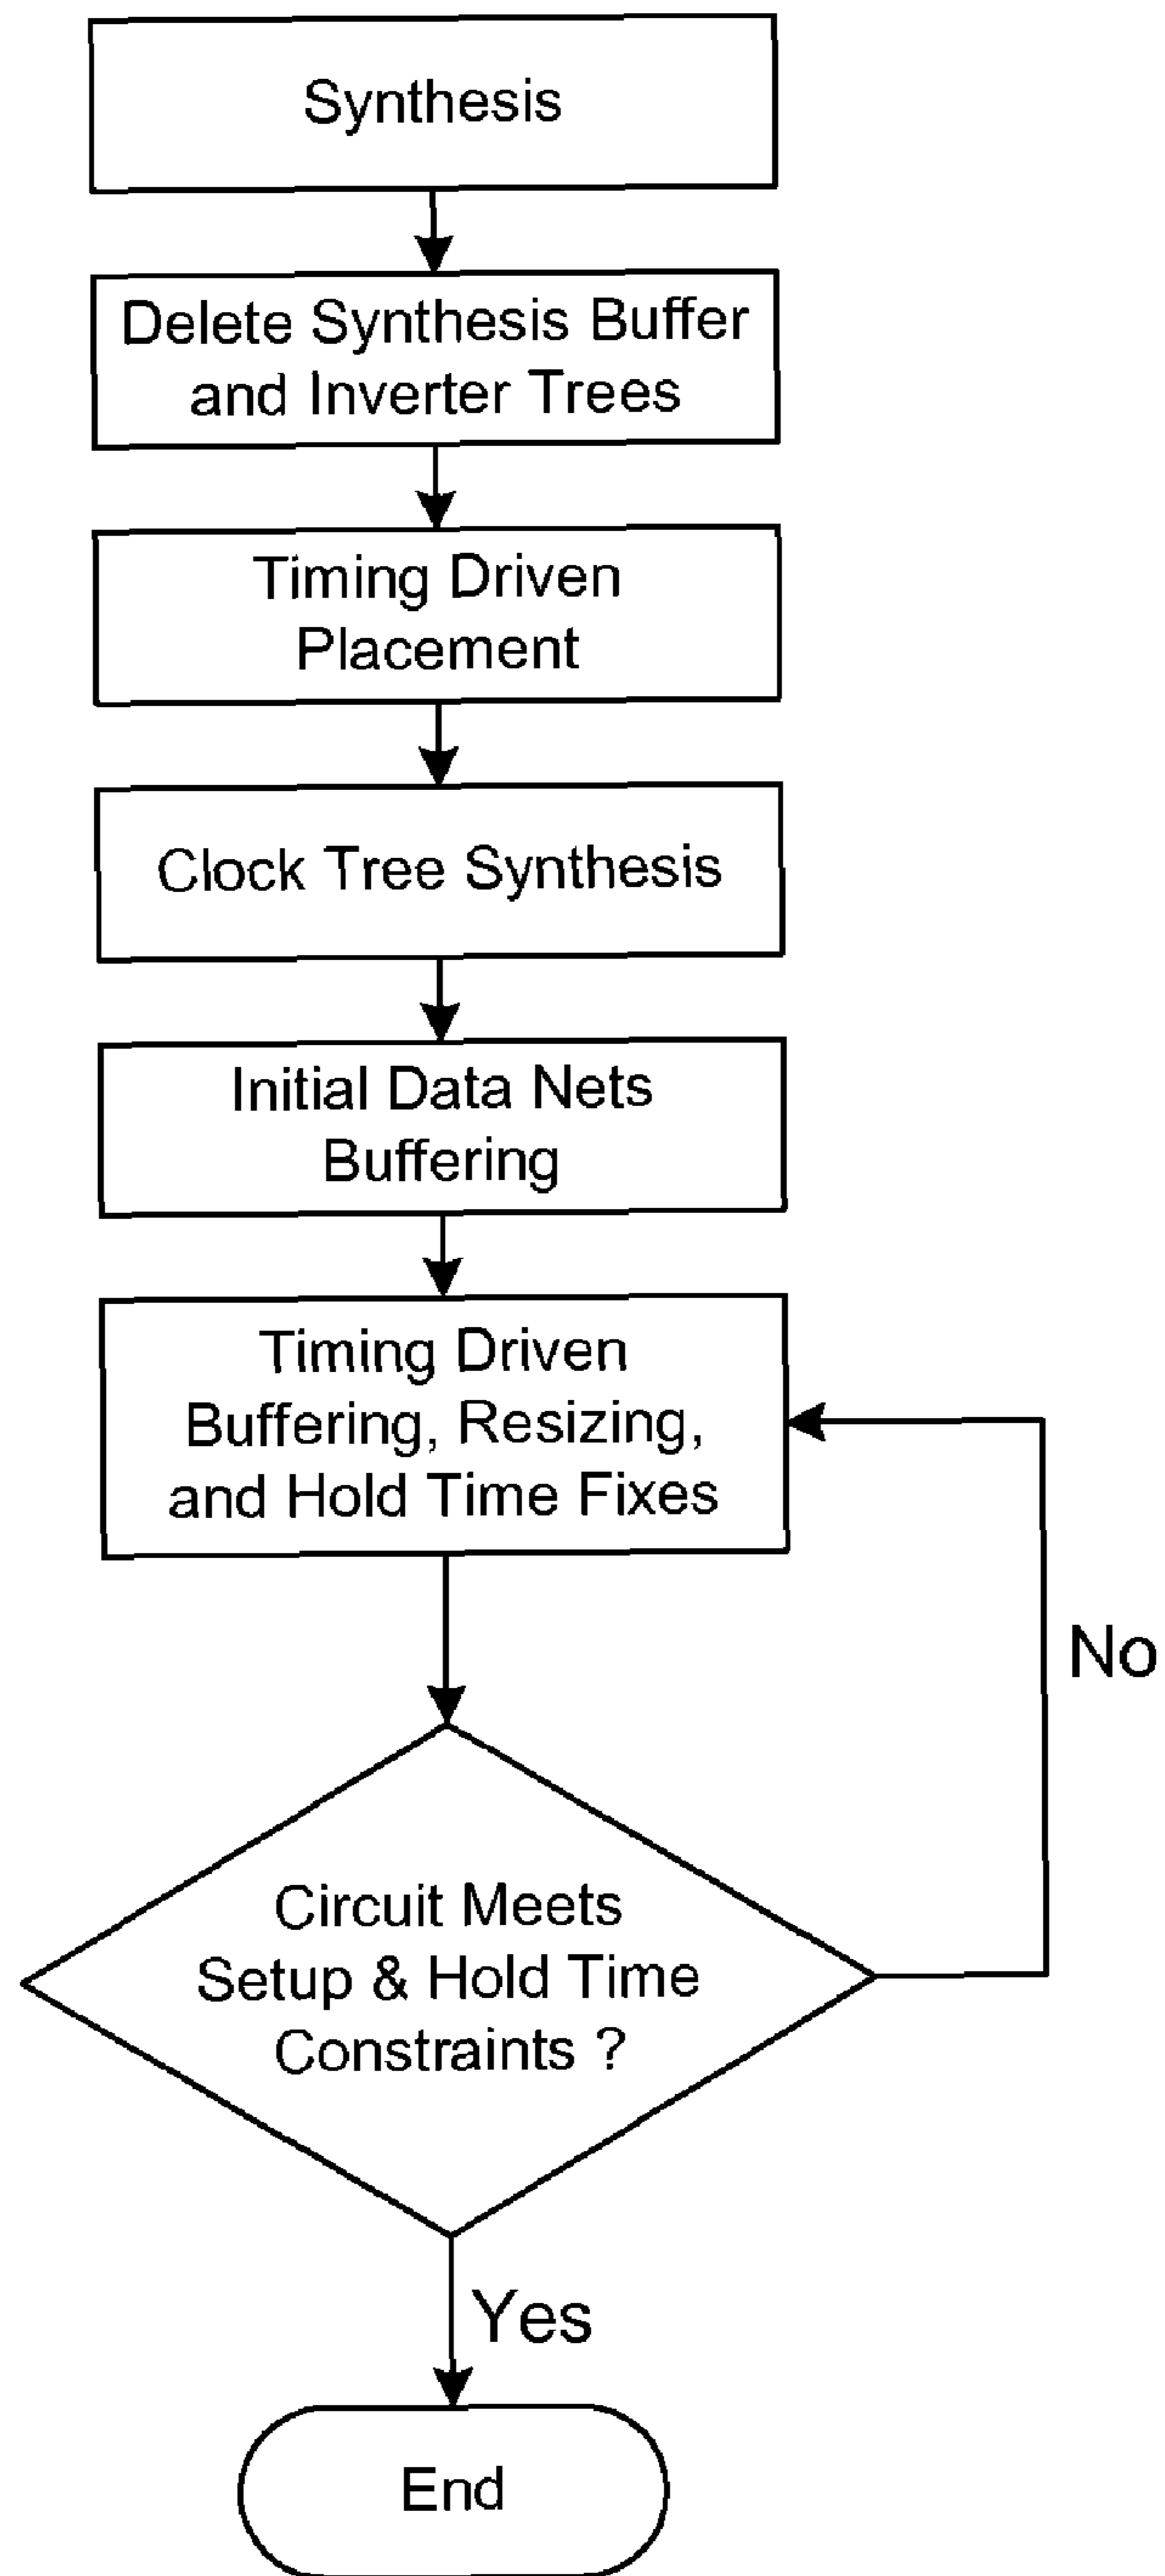 Synthesis
Delete Synthesis Buffer
and Inverter Trees
Timing Driven
Placement
Clock Tree Synthesis
Initial Data Nets
Buffering
Timing Driven
Buffering, Resizing,
and Hold Time Fixes
No
Circuit Meets
Setup & Hold Time
Constraints ?
Yes
End